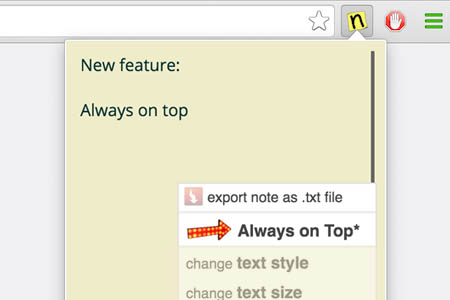 n
New feature:
Always on top
export note as .txt file
Always on Top*
change text style
change text size